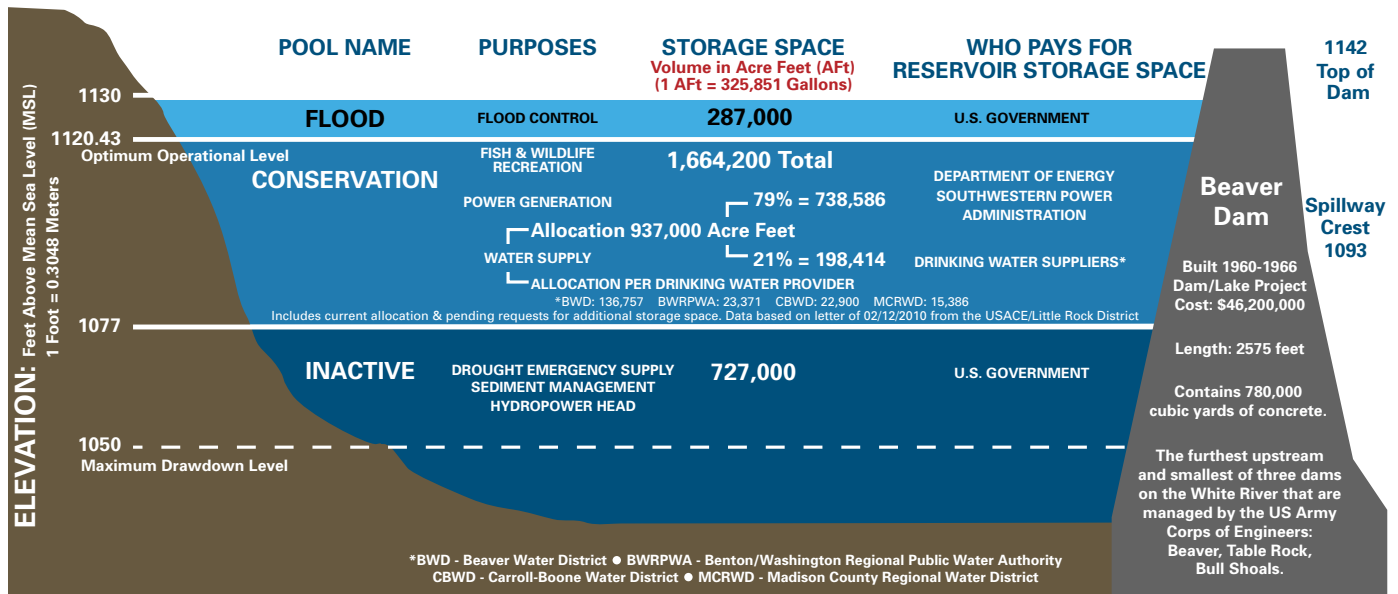 POOL NAME
PURPOSES
STORAGE SPACE
Volume in Acre Feet (AFt)
(1 AFt = 325,851 Gallons)
WHO PAYS FOR
RESERVOIR STORAGE SPACE
1142
Top of
Dam
ELEVATION: Feet Above Mean Sea Level (MSL)
1 Foot = 0.3048 Meters
1130
FLOOD
FLOOD CONTROL
287,000
U.S. GOVERNMENT
1120.43
Optimum Operational Level
CONSERVATION
FISH & WILDLIFE
RECREATION
1,664,200 Total
POWER GENERATION
79% = 738,586
DEPARTMENT OF ENERGY
SOUTHWESTERN POWER
ADMINISTRATION
Allocation 937,000 Acre Feet
WATER SUPPLY
21% = 198,414
DRINKING WATER SUPPLIERS*
ALLOCATION PER DRINKING WATER PROVIDER
*BWD: 136,757 BWRPWA: 23,371 CBWD: 22,900 MCRWD: 15,386
Includes current allocation & pending requests for additional storage space. Data based on letter of 02/12/2010 from the USACE/Little Rock District
1077
INACTIVE
DROUGHT EMERGENCY SUPPLY
SEDIMENT MANAGEMENT
HYDROPOWER HEAD
727,000
U.S. GOVERNMENT
1050
Maximum Drawdown Level
*BWD - Beaver Water District ● BWRPWA - Benton/Washington Regional Public Water Authority
CBWD - Carroll-Boone Water District ● MCRWD - Madison County Regional Water District
Beaver
Dam
Built 1960-1966
Dam/Lake Project
Cost: $46,200,000
Length: 2575 feet
Contains 780,000
cubic yards of concrete.
The furthest upstream
and smallest of three dams
on the White River that are
managed by the US Army
Corps of Engineers:
Beaver, Table Rock,
Bull Shoals.
Spillway
Crest
1093